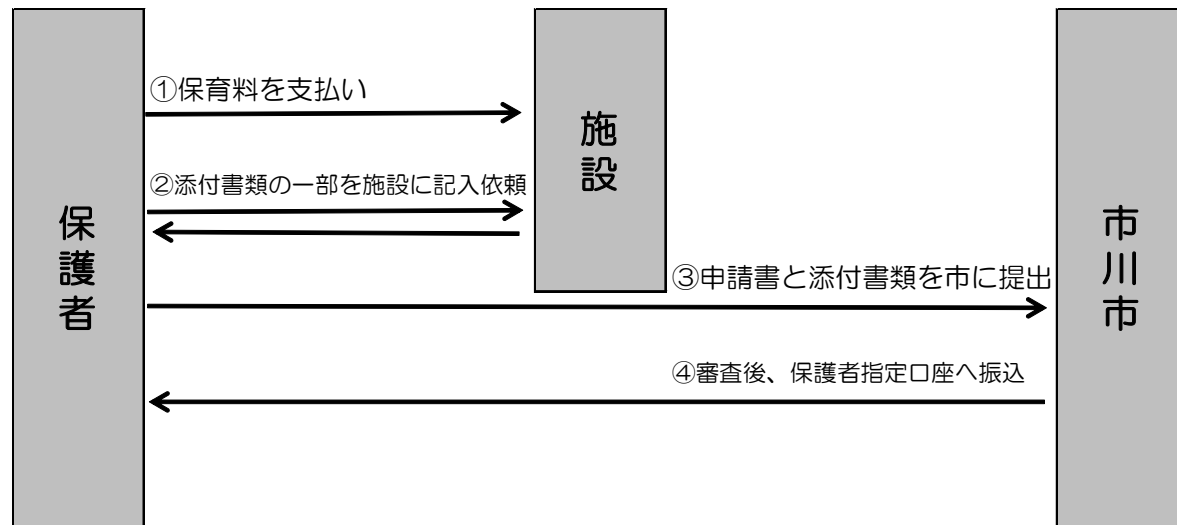 保護者
①保育料を支払い
②添付書類の一部を施設に記入依頼
施設
③申請書と添付書類を市に提出
④審査後、保護者指定口座へ振込
市川市